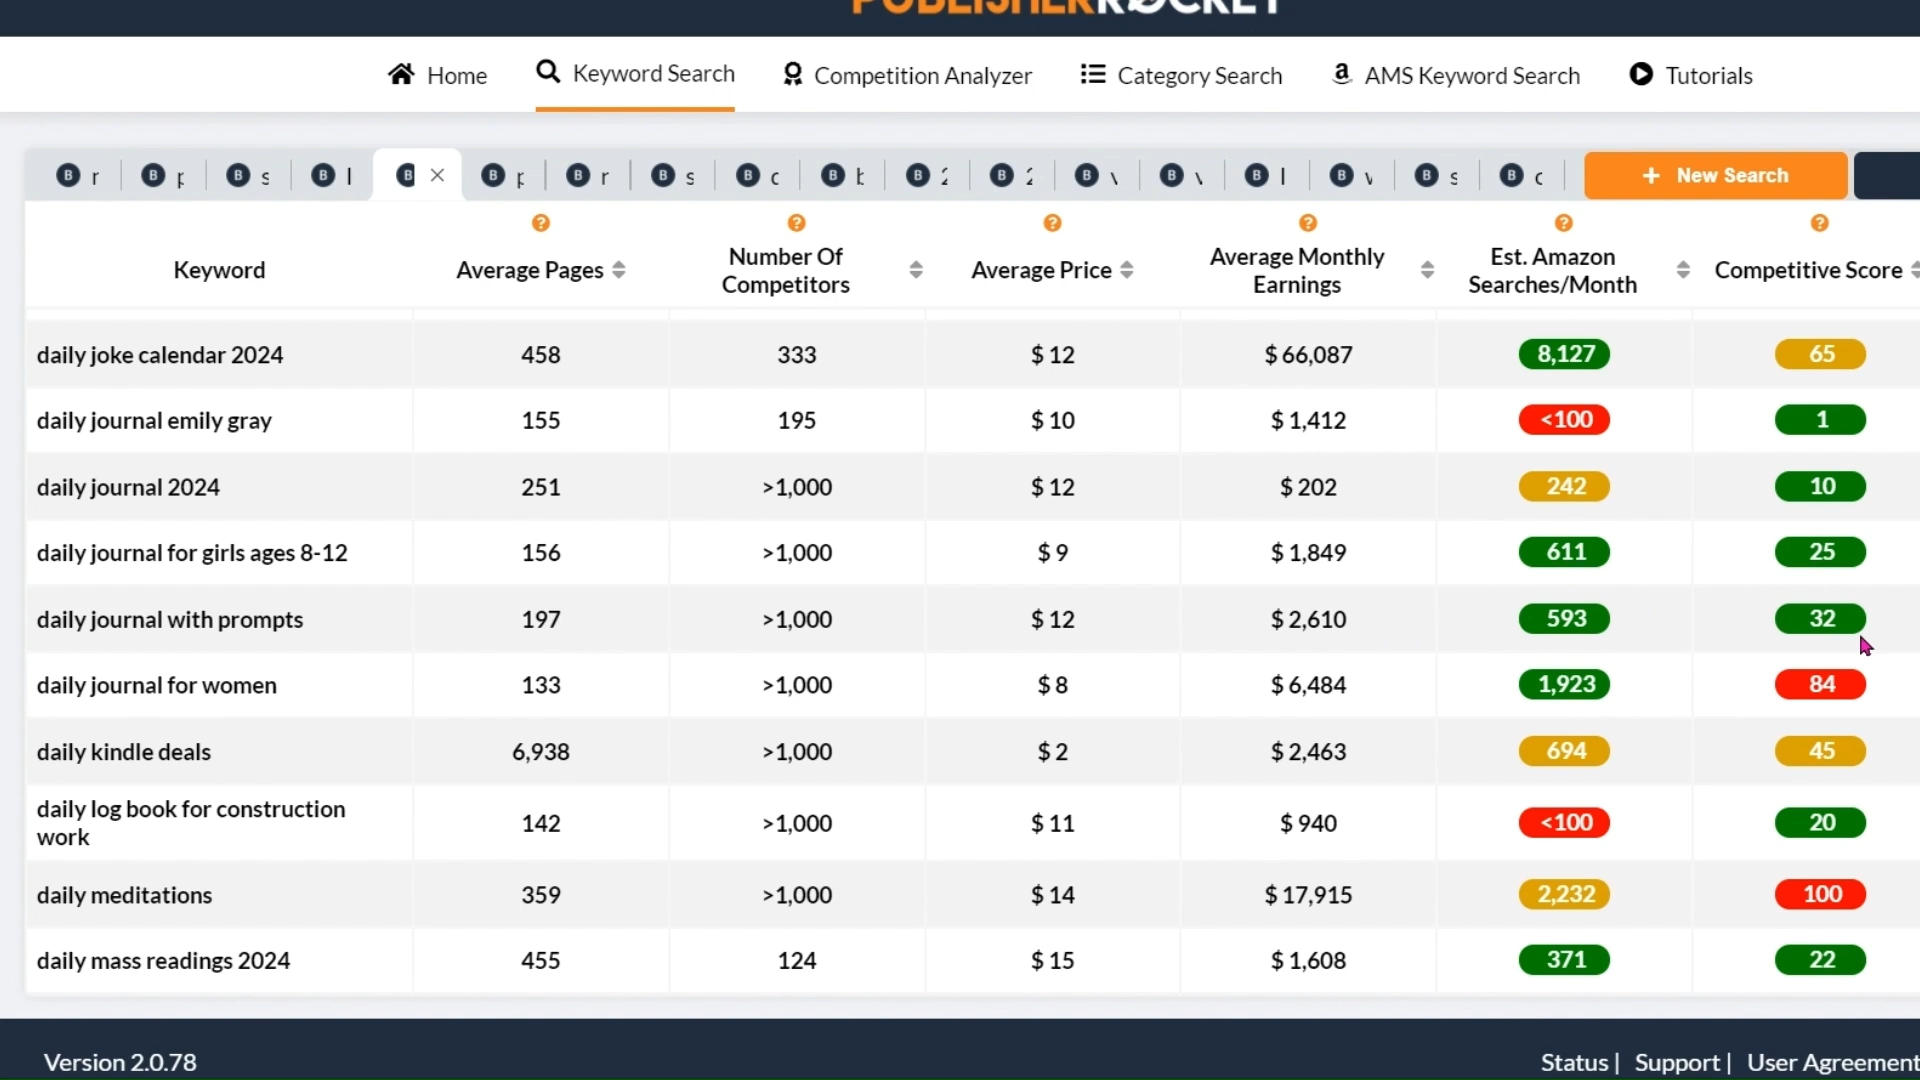 PUBLISHER ROCKET
Home Keyword Search Competition Analyzer Category Search AMS Keyword Search Tutorials
B r B p B s B l B × B p B r B s B c B b B 2 B 2 B v B v B l B v B s B c + New Search
? ? ? ? ? ?
Keyword Average Pages Number Of Competitors Average Price Average Monthly Earnings Est. Amazon Searches/Month Competitive Score
daily joke calendar 2024 458 333 $ 12 $ 66,087 8,127 65
daily journal emily gray 155 195 $ 10 $ 1,412 <100 1
daily journal 2024 251 >1,000 $ 12 $ 202 242 10
daily journal for girls ages 8-12 156 >1,000 $ 9 $ 1,849 611 25
daily journal with prompts 197 >1,000 $ 12 $ 2,610 593 32
daily journal for women 133 >1,000 $ 8 $ 6,484 1,923 84
daily kindle deals 6,938 >1,000 $ 2 $ 2,463 694 45
daily log book for construction work 142 >1,000 $ 11 $ 940 <100 20
daily meditations 359 >1,000 $ 14 $ 17,915 2,232 100
daily mass readings 2024 455 124 $ 15 $ 1,608 371 22
Version 2.0.78 Status | Support | User Agreement